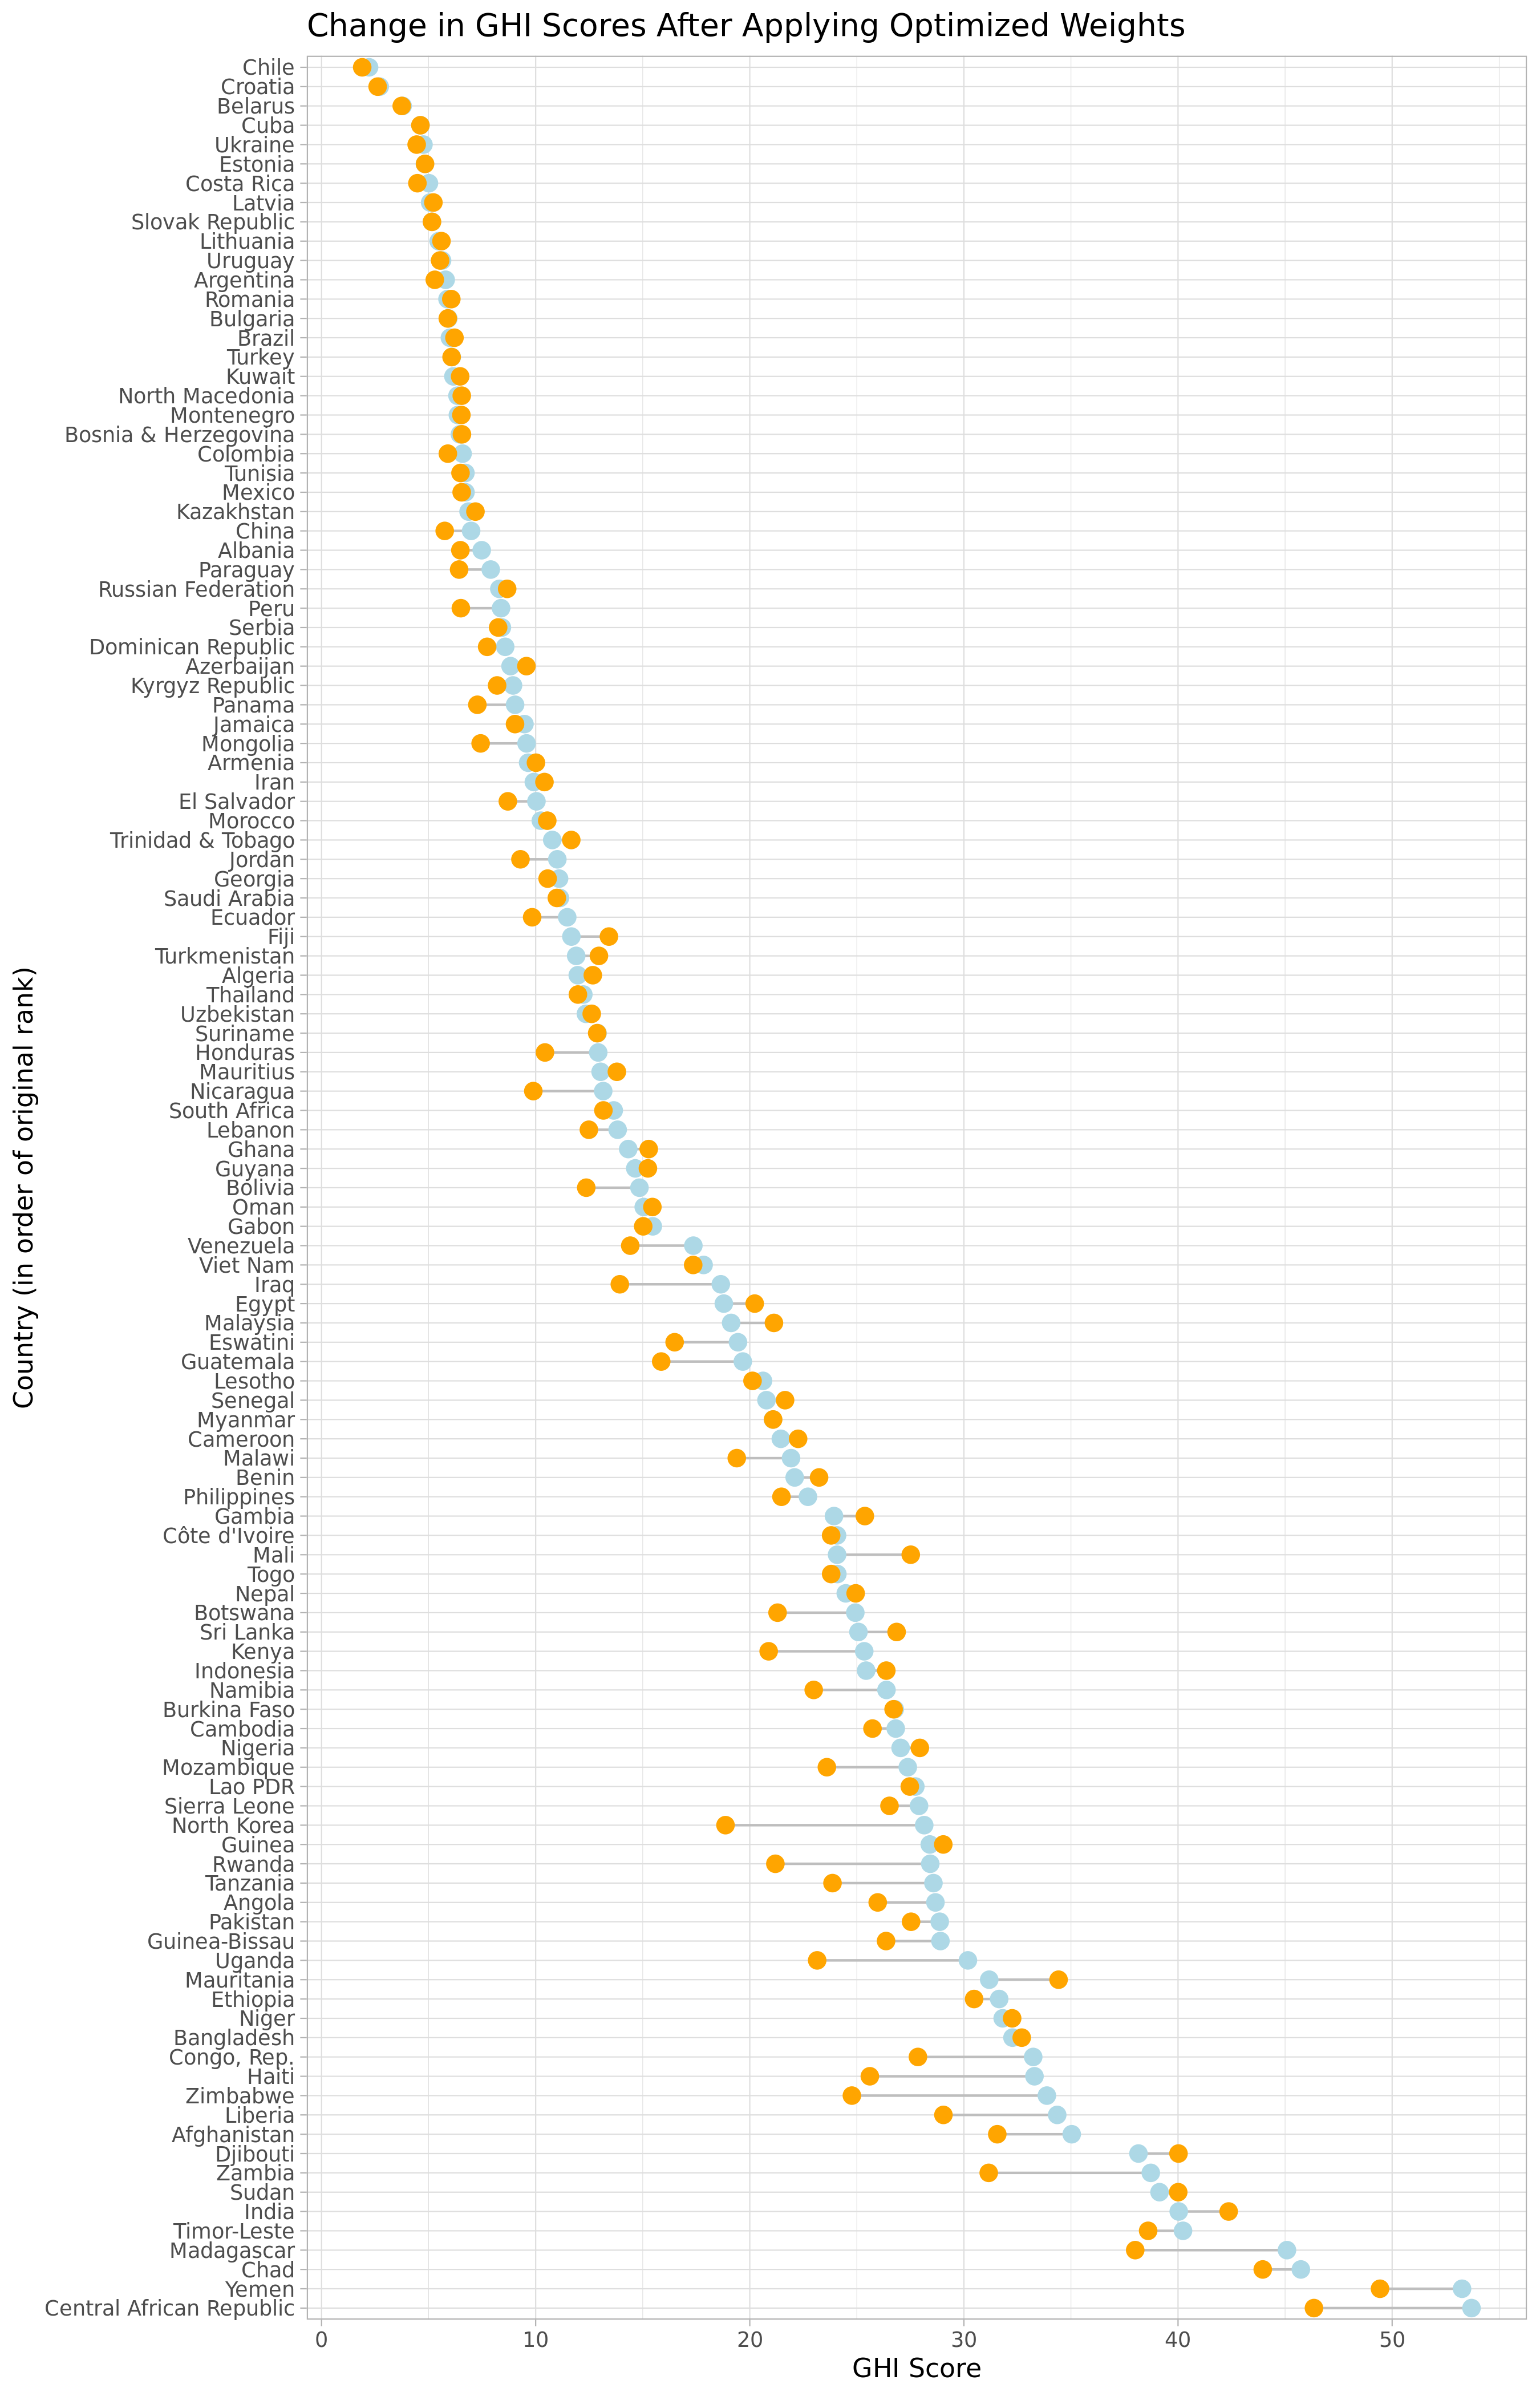 Change in GHI Scores After Applying Optimized Weights
Country (in order of original rank)
Chile
Croatia
Belarus
Cuba
Ukraine
Estonia
Costa Rica
Latvia
Slovak Republic
Lithuania
Uruguay
Argentina
Romania
Bulgaria
Brazil
Turkey
Kuwait
North Macedonia
Montenegro
Bosnia & Herzegovina
Colombia
Tunisia
Mexico
Kazakhstan
China
Albania
Paraguay
Russian Federation
Peru
Serbia
Dominican Republic
Azerbaijan
Kyrgyz Republic
Panama
Jamaica
Mongolia
Armenia
Iran
El Salvador
Morocco
Trinidad & Tobago
Jordan
Georgia
Saudi Arabia
Ecuador
Fiji
Turkmenistan
Algeria
Thailand
Uzbekistan
Suriname
Honduras
Mauritius
Nicaragua
South Africa
Lebanon
Ghana
Guyana
Bolivia
Oman
Gabon
Venezuela
Viet Nam
Iraq
Egypt
Malaysia
Eswatini
Guatemala
Lesotho
Senegal
Myanmar
Cameroon
Malawi
Benin
Philippines
Gambia
Côte d'Ivoire
Mali
Togo
Nepal
Botswana
Sri Lanka
Kenya
Indonesia
Namibia
Burkina Faso
Cambodia
Nigeria
Mozambique
Lao PDR
Sierra Leone
North Korea
Guinea
Rwanda
Tanzania
Angola
Pakistan
Guinea-Bissau
Uganda
Mauritania
Ethiopia
Niger
Bangladesh
Congo, Rep.
Haiti
Zimbabwe
Liberia
Afghanistan
Djibouti
Zambia
Sudan
India
Timor-Leste
Madagascar
Chad
Yemen
Central African Republic
0 10 20 30 40 50
GHI Score